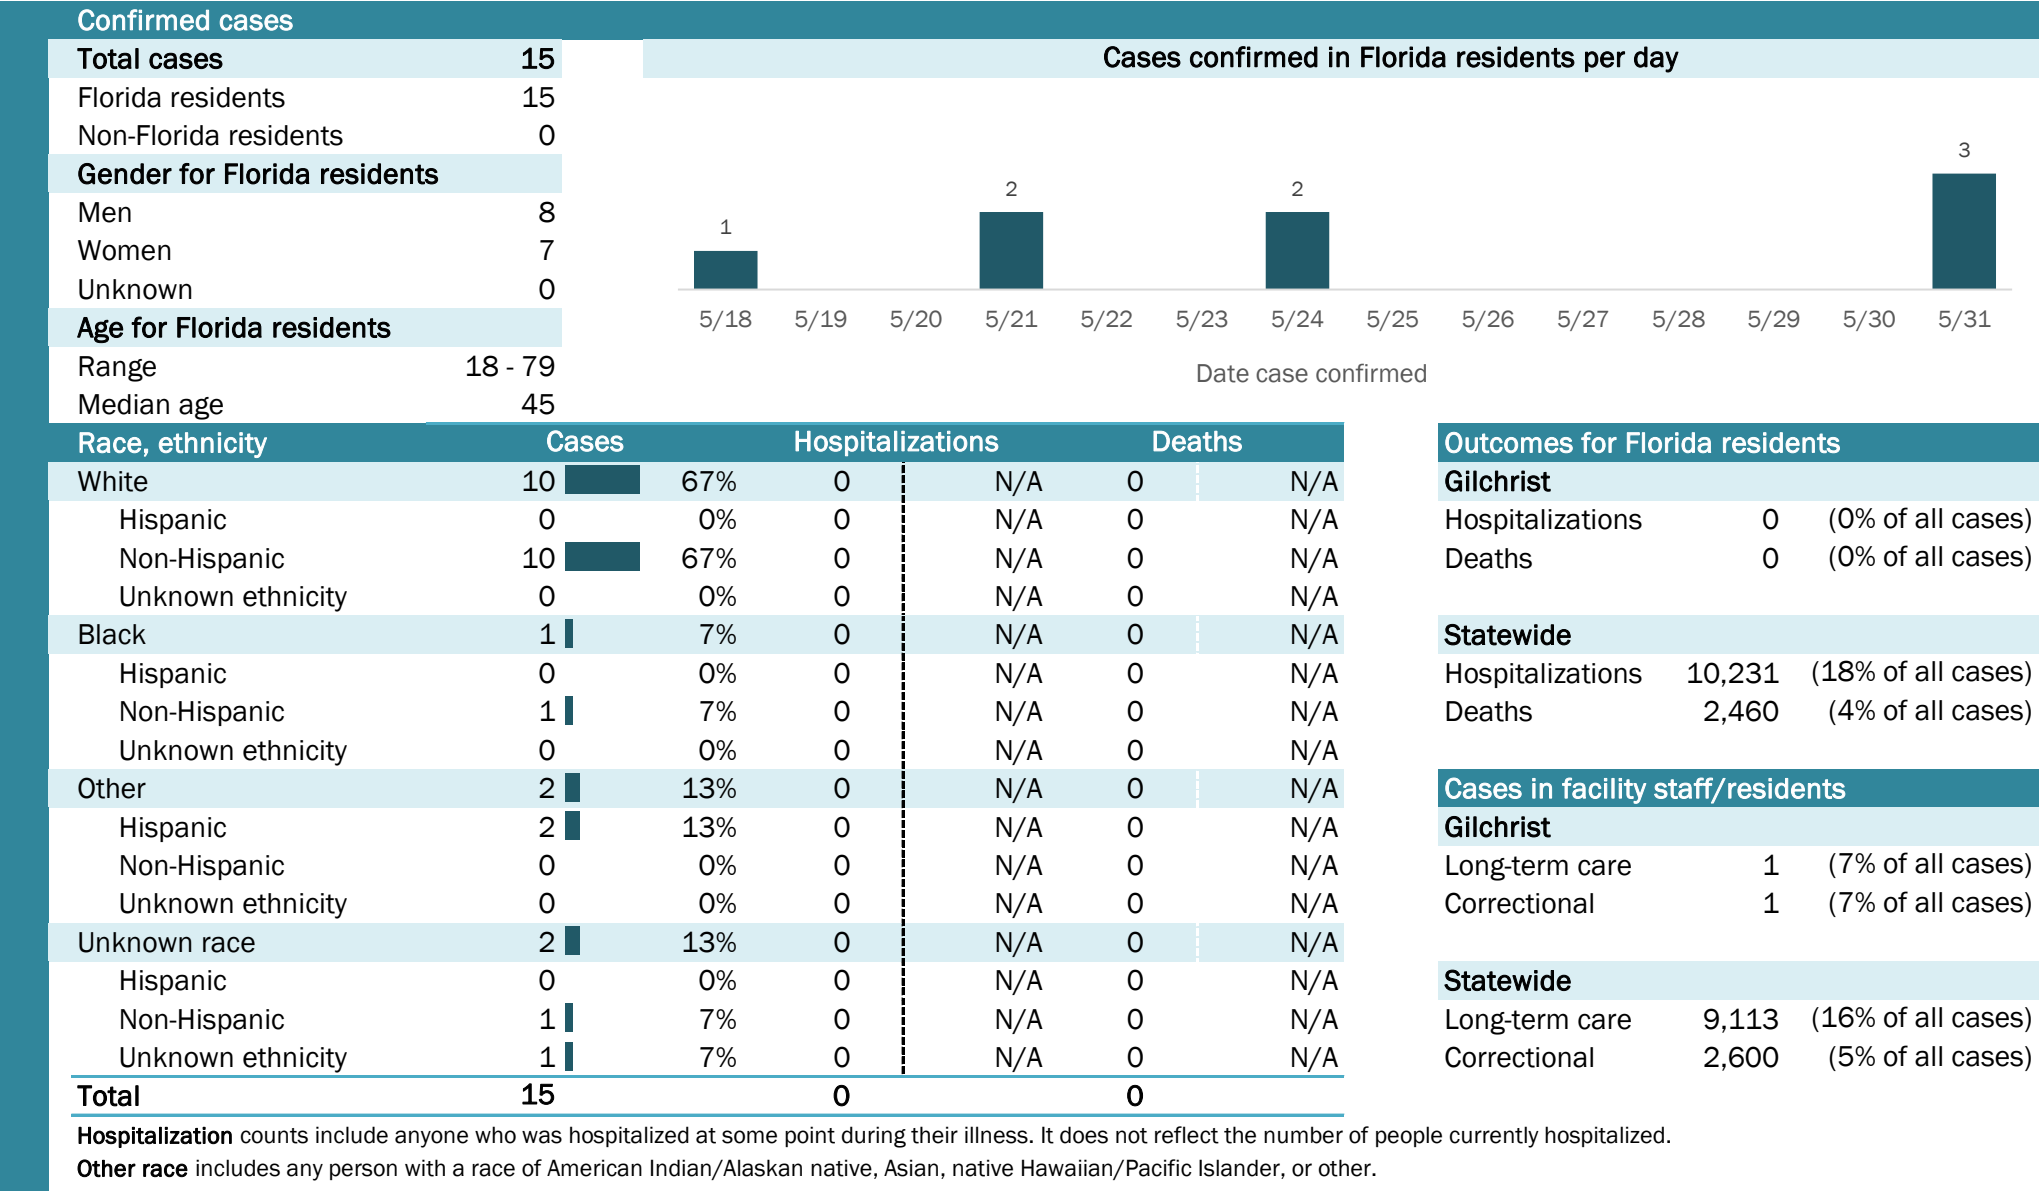 Confirmed cases
Total cases 15
Florida residents 15
Non-Florida residents 0
Gender for Florida residents
Men 8
Women 7
Unknown 0
Age for Florida residents
Range 18 - 79
Median age 45
Cases confirmed in Florida residents per day
1 2 2 3
5/18 5/19 5/20 5/21 5/22 5/23 5/24 5/25 5/26 5/27 5/28 5/29 5/30 5/31
Date case confirmed
Race, ethnicity Cases Hospitalizations Deaths
White 10 67% 0 N/A 0 N/A
Hispanic 0 0% 0 N/A 0 N/A
Non-Hispanic 10 67% 0 N/A 0 N/A
Unknown ethnicity 0 0% 0 N/A 0 N/A
Black 1 7% 0 N/A 0 N/A
Hispanic 0 0% 0 N/A 0 N/A
Non-Hispanic 1 7% 0 N/A 0 N/A
Unknown ethnicity 0 0% 0 N/A 0 N/A
Other 2 13% 0 N/A 0 N/A
Hispanic 2 13% 0 N/A 0 N/A
Non-Hispanic 0 0% 0 N/A 0 N/A
Unknown ethnicity 0 0% 0 N/A 0 N/A
Unknown race 2 13% 0 N/A 0 N/A
Hispanic 0 0% 0 N/A 0 N/A
Non-Hispanic 1 7% 0 N/A 0 N/A
Unknown ethnicity 1 7% 0 N/A 0 N/A
Total 15 0 0
Outcomes for Florida residents
Gilchrist
Hospitalizations 0 (0% of all cases)
Deaths 0 (0% of all cases)
Statewide
Hospitalizations 10,231 (18% of all cases)
Deaths 2,460 (4% of all cases)
Cases in facility staff/residents
Gilchrist
Long-term care 1 (7% of all cases)
Correctional 1 (7% of all cases)
Statewide
Long-term care 9,113 (16% of all cases)
Correctional 2,600 (5% of all cases)
Hospitalization counts include anyone who was hospitalized at some point during their illness. It does not reflect the number of people currently hospitalized.
Other race includes any person with a race of American Indian/Alaskan native, Asian, native Hawaiian/Pacific Islander, or other.